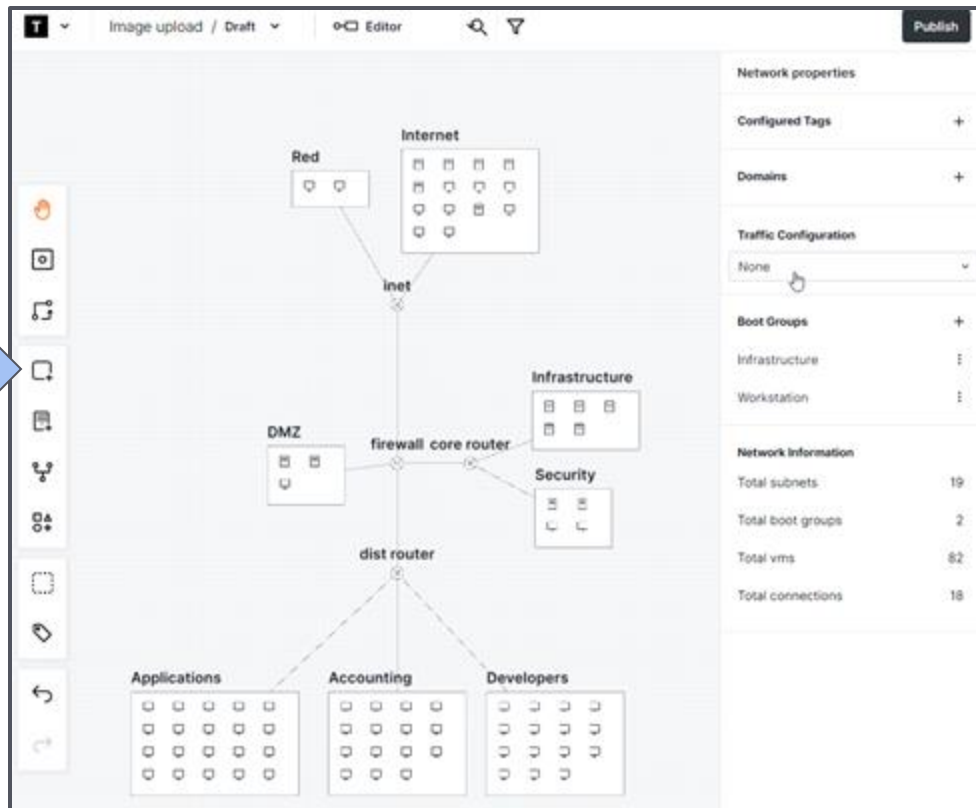 T Image upload / Draft Editor Publish
Network properties
Configured Tags +
Domains +
Traffic Configuration
None
Boot Groups +
Infrastructure
Workstation
Network Information
Total subnets 19
Total boot groups 2
Total vms 82
Total connections 18
Internet
Red
inet
Infrastructure
DMZ
firewall core router
Security
dist router
Applications Accounting Developers